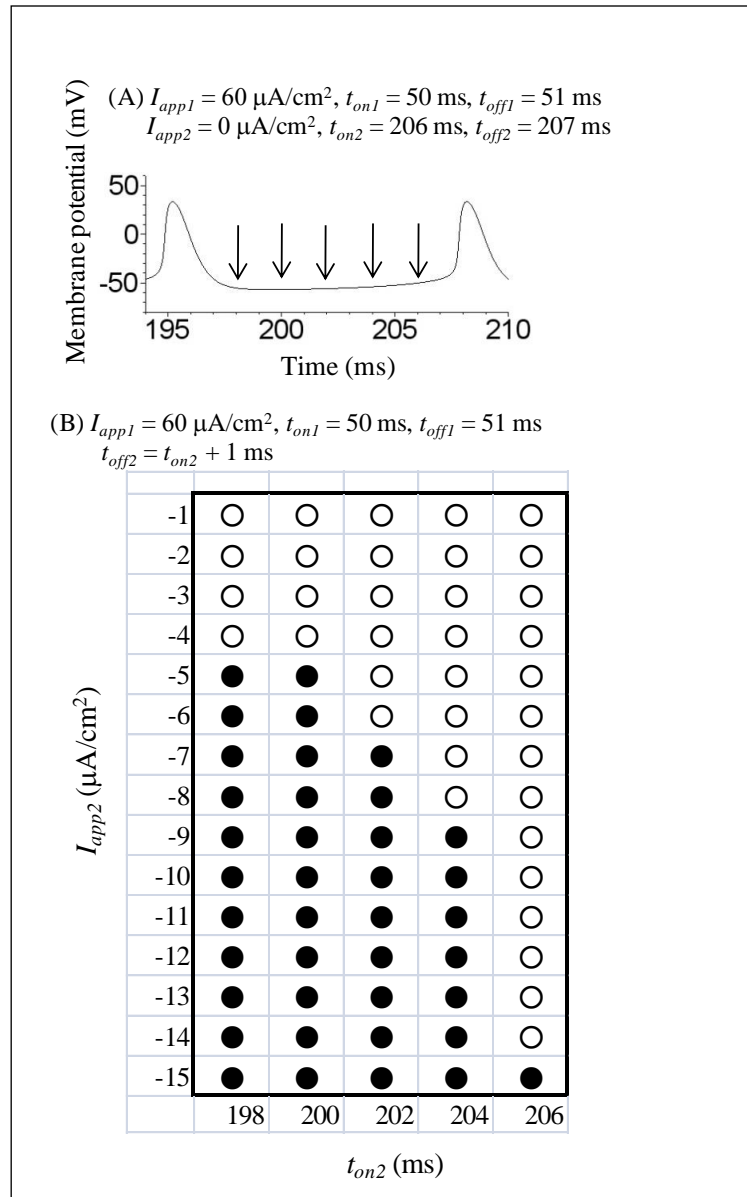 (A) Iapp1 = 60 μA/cm², ton1 = 50 ms, toff1 = 51 ms
Iapp2 = 0 μA/cm², ton2 = 206 ms, toff2 = 207 ms
Membrane potential (mV)
50
0
-50
195 200 205 210
Time (ms)
(B) Iapp1 = 60 μA/cm², ton1 = 50 ms, toff1 = 51 ms
toff2 = ton2 + 1 ms
Iapp2 (μA/cm²)
-1
-2
-3
-4
-5
-6
-7
-8
-9
-10
-11
-12
-13
-14
-15
198 200 202 204 206
ton2 (ms)